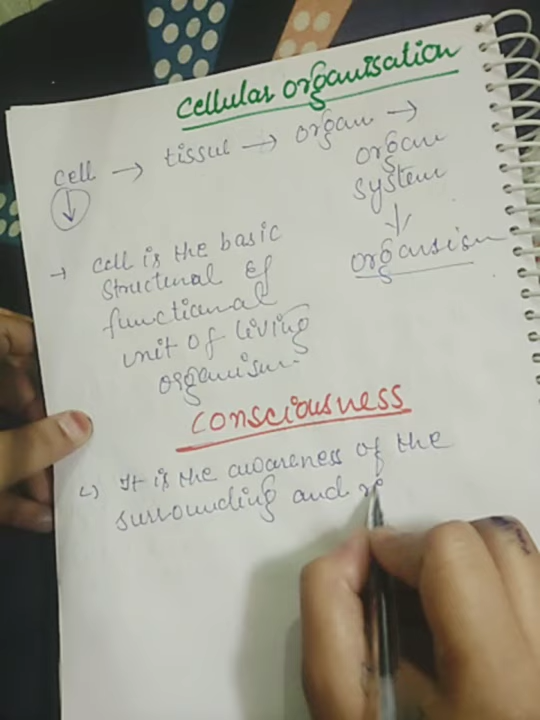 Cellular organisation
cell → tissue → organ →
organ
system
↓
organsism
↓
→ cell is the basic
structural &
functional
unit of living
organism
Consciousness
↳ It is the awareness of the
surrounding and